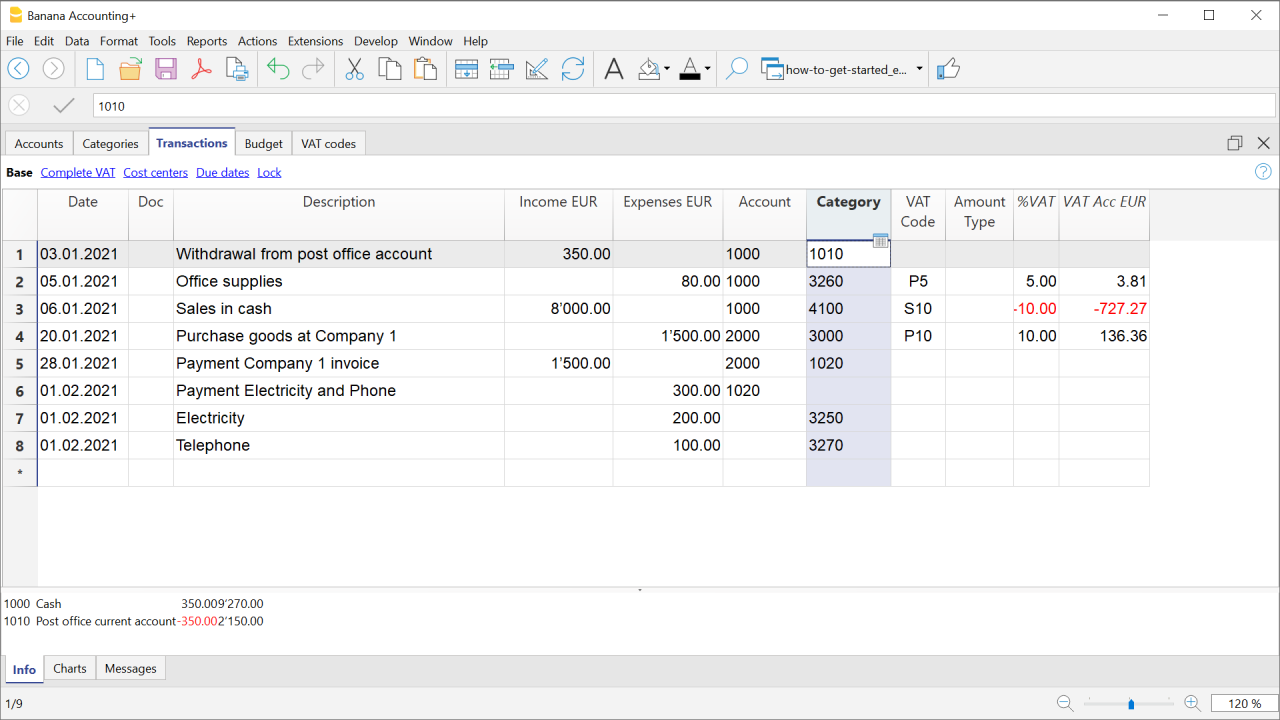 Banana Accounting+
File Edit Data Format Tools Reports Actions Extensions Develop Window Help
how-to-get-started_e...
1010
Accounts Categories Transactions Budget VAT codes
Base Complete VAT Cost centers Due dates Lock
Date Doc Description Income EUR Expenses EUR Account Category VAT Code Amount Type %VAT VAT Acc EUR
1 03.01.2021 Withdrawal from post office account 350.00 1000 1010
2 05.01.2021 Office supplies 80.00 1000 3260 P5 5.00 3.81
3 06.01.2021 Sales in cash 8’000.00 1000 4100 S10 -10.00 -727.27
4 20.01.2021 Purchase goods at Company 1 1’500.00 2000 3000 P10 10.00 136.36
5 28.01.2021 Payment Company 1 invoice 1’500.00 2000 1020
6 01.02.2021 Payment Electricity and Phone 300.00 1020
7 01.02.2021 Electricity 200.00 3250
8 01.02.2021 Telephone 100.00 3270
*
1000 Cash 350.00 9’270.00
1010 Post office current account -350.00 2’150.00
Info Charts Messages
1/9 120 %